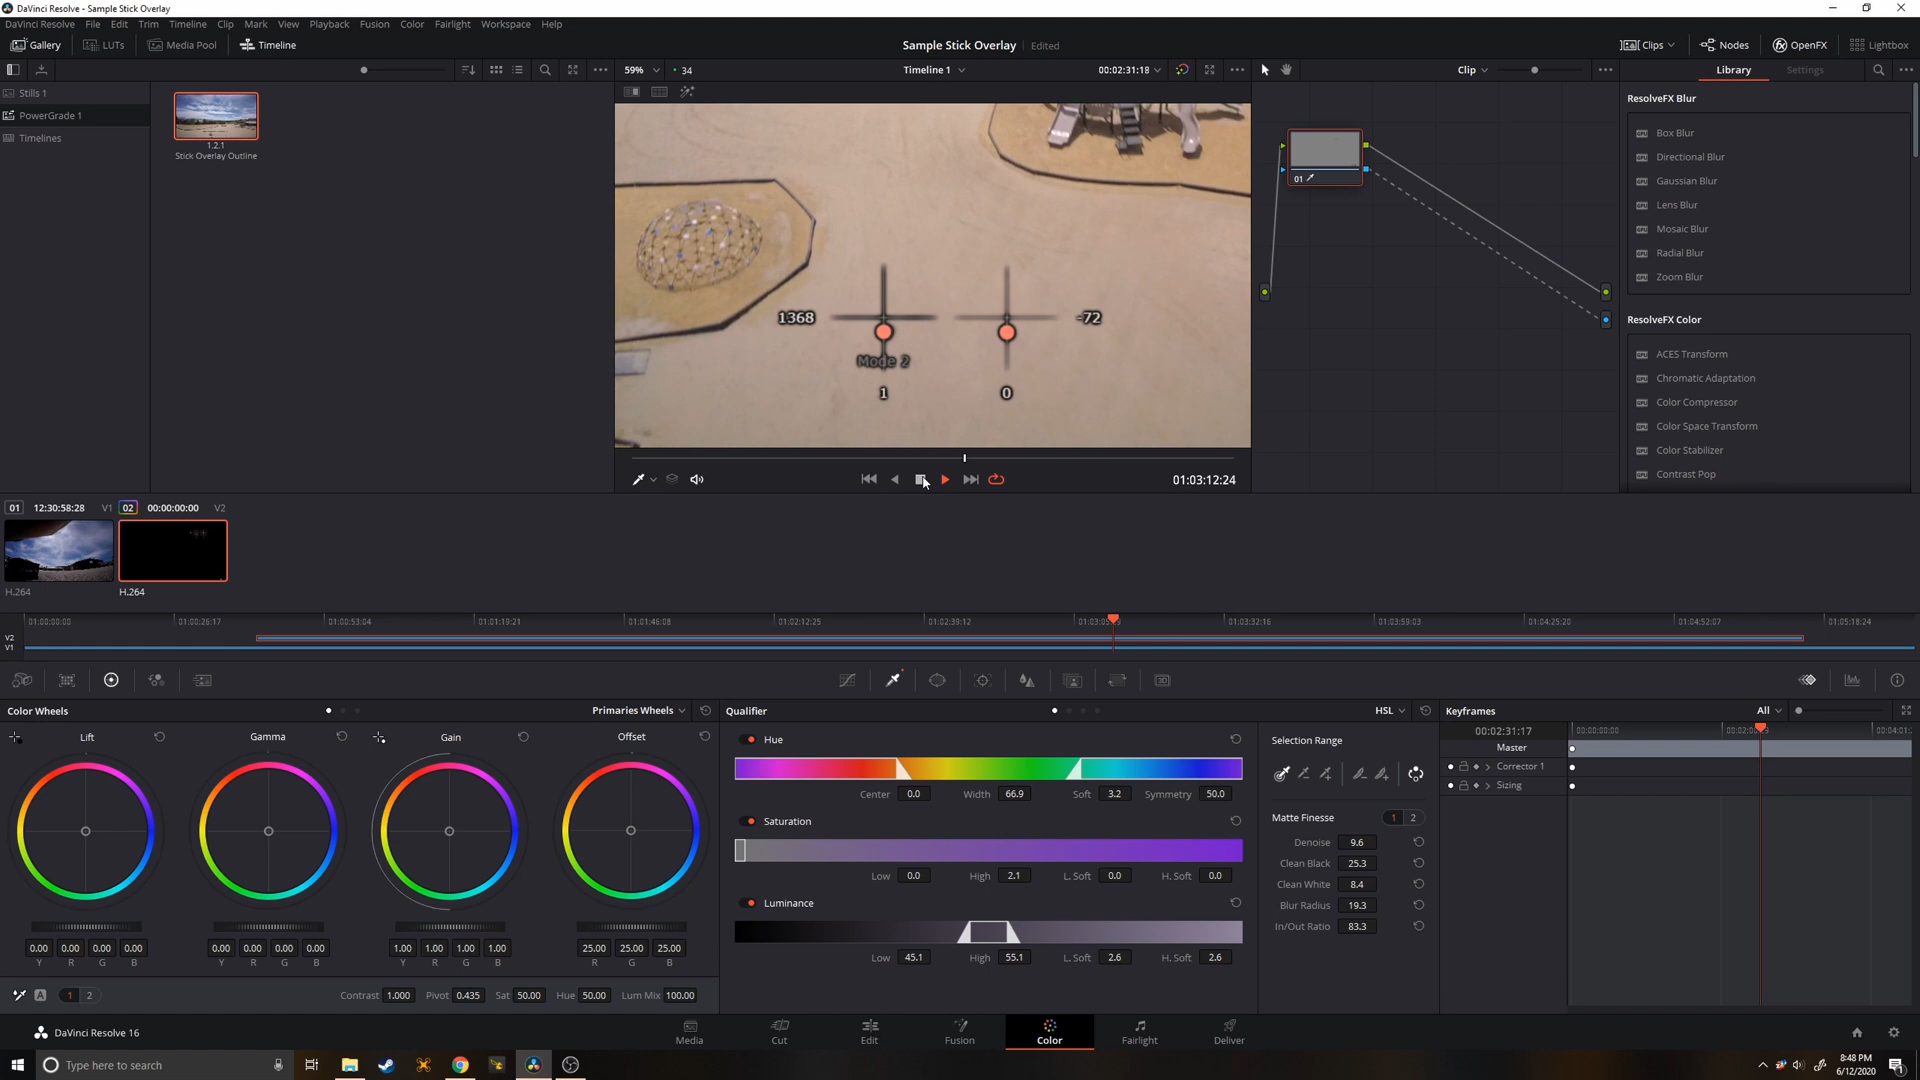 DaVinci Resolve - Sample Stick Overlay
DaVinci Resolve File Edit Trim Timeline Clip Mark View Playback Fusion Color Fairlight Workspace Help
Gallery LUTs Media Pool Timeline Sample Stick Overlay Edited Clips Nodes OpenFX Lightbox
59% 34 Timeline 1 00:02:31:18 Clip Library Settings
Stills 1
PowerGrade 1
Timelines
1.2.1
Stick Overlay Outline
1368 -72
Mode 2
1 0
01
01:03:12:24
ResolveFX Blur
Box Blur
Directional Blur
Gaussian Blur
Lens Blur
Mosaic Blur
Radial Blur
Zoom Blur
ResolveFX Color
ACES Transform
Chromatic Adaptation
Color Compressor
Color Space Transform
Color Stabilizer
Contrast Pop
01 12:30:58:28 V1 02 00:00:00:00 V2
H.264 H.264
01:00:00:00 01:00:26:17 01:00:53:04 01:01:19:21 01:01:46:08 01:02:12:25 01:02:39:12 01:03:32:16 01:03:59:03 01:04:25:20 01:04:52:07 01:05:18:24
V2
V1
Color Wheels Primaries Wheels
Lift Gamma Gain Offset
0.00 0.00 0.00 0.00 0.00 0.00 0.00 0.00 1.00 1.00 1.00 1.00 25.00 25.00 25.00
Y R G B Y R G B Y R G B R G B
A 1 2 Contrast 1.000 Pivot 0.435 Sat 50.00 Hue 50.00 Lum Mix 100.00
Qualifier HSL
Hue
Center 0.0 Width 66.9 Soft 3.2 Symmetry 50.0
Saturation
Low 0.0 High 2.1 L. Soft 0.0 H. Soft 0.0
Luminance
Low 45.1 High 55.1 L. Soft 2.6 H. Soft 2.6
Selection Range
Matte Finesse 1 2
Denoise 9.6
Clean Black 25.3
Clean White 8.4
Blur Radius 19.3
In/Out Ratio 83.3
Keyframes All
00:02:31:17 00:00:00:00
Master
Corrector 1
Sizing
DaVinci Resolve 16 Media Cut Edit Fusion Color Fairlight Deliver
Type here to search
8:48 PM
6/12/2020